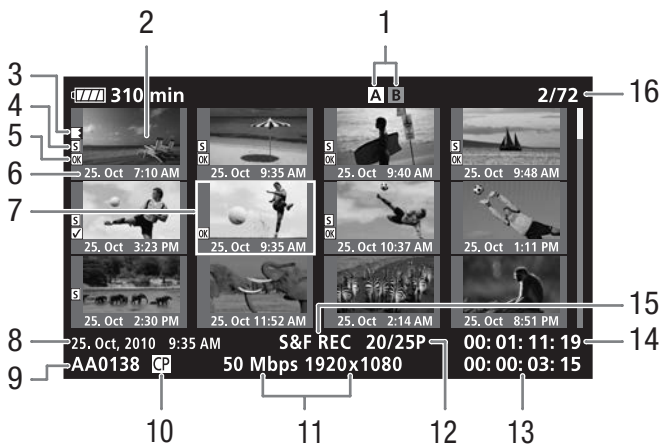 2 1
3 4 5 6 7 8 9
310 min A B 2/72 16
S OK S OK S OK S
25. Oct 7:10 AM 25. Oct 9:35 AM 25. Oct 9:40 AM 25. Oct 9:48 AM
S OK S OK
25. Oct 3:23 PM 25. Oct 9:35 AM 25. Oct 10:37 AM 25. Oct 1:11 PM
S
25. Oct 2:30 PM 25. Oct 11:52 AM 25. Oct 2:14 AM 25. Oct 8:51 PM
15
25. Oct, 2010 9:35 AM S&F REC 20/25P 00: 01: 11: 19 14
AA0138 CP 50 Mbps 1920x1080 00: 00: 03: 15
10 11 12 13